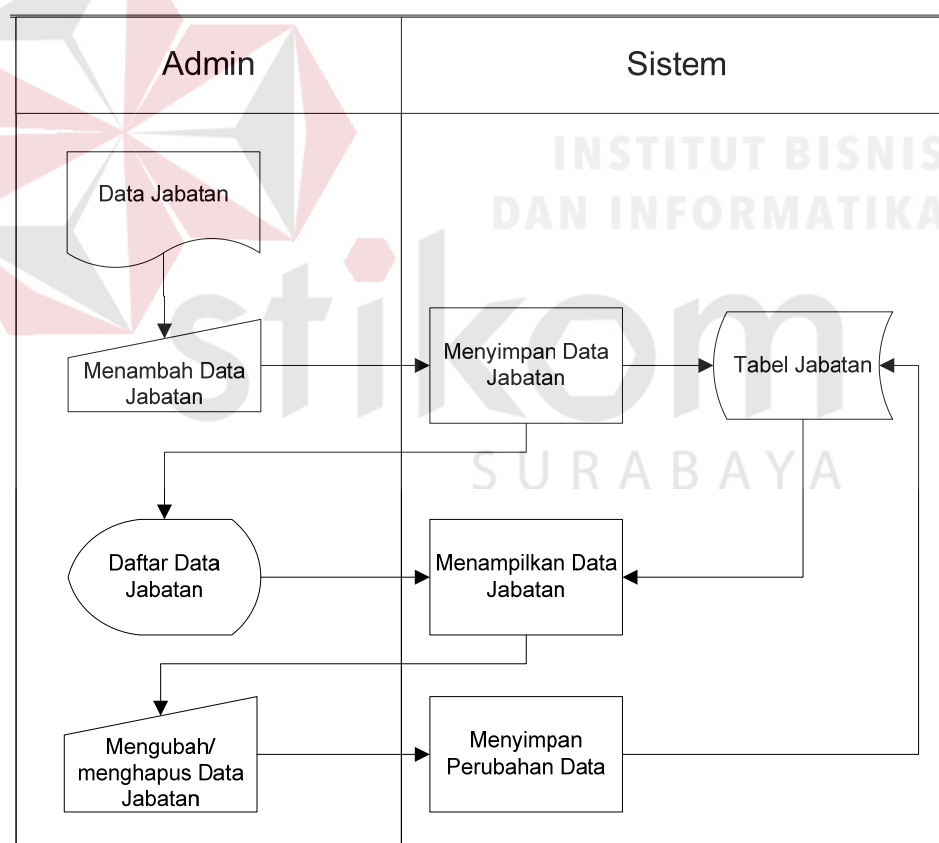 Admin
Sistem
INSTITUT BISNIS
DAN INFORMATIKA
stikom
SURABAYA
Data Jabatan
Menambah Data
Jabatan
Menyimpan Data
Jabatan
Tabel Jabatan
Daftar Data
Jabatan
Menampilkan Data
Jabatan
Mengubah/
menghapus Data
Jabatan
Menyimpan
Perubahan Data